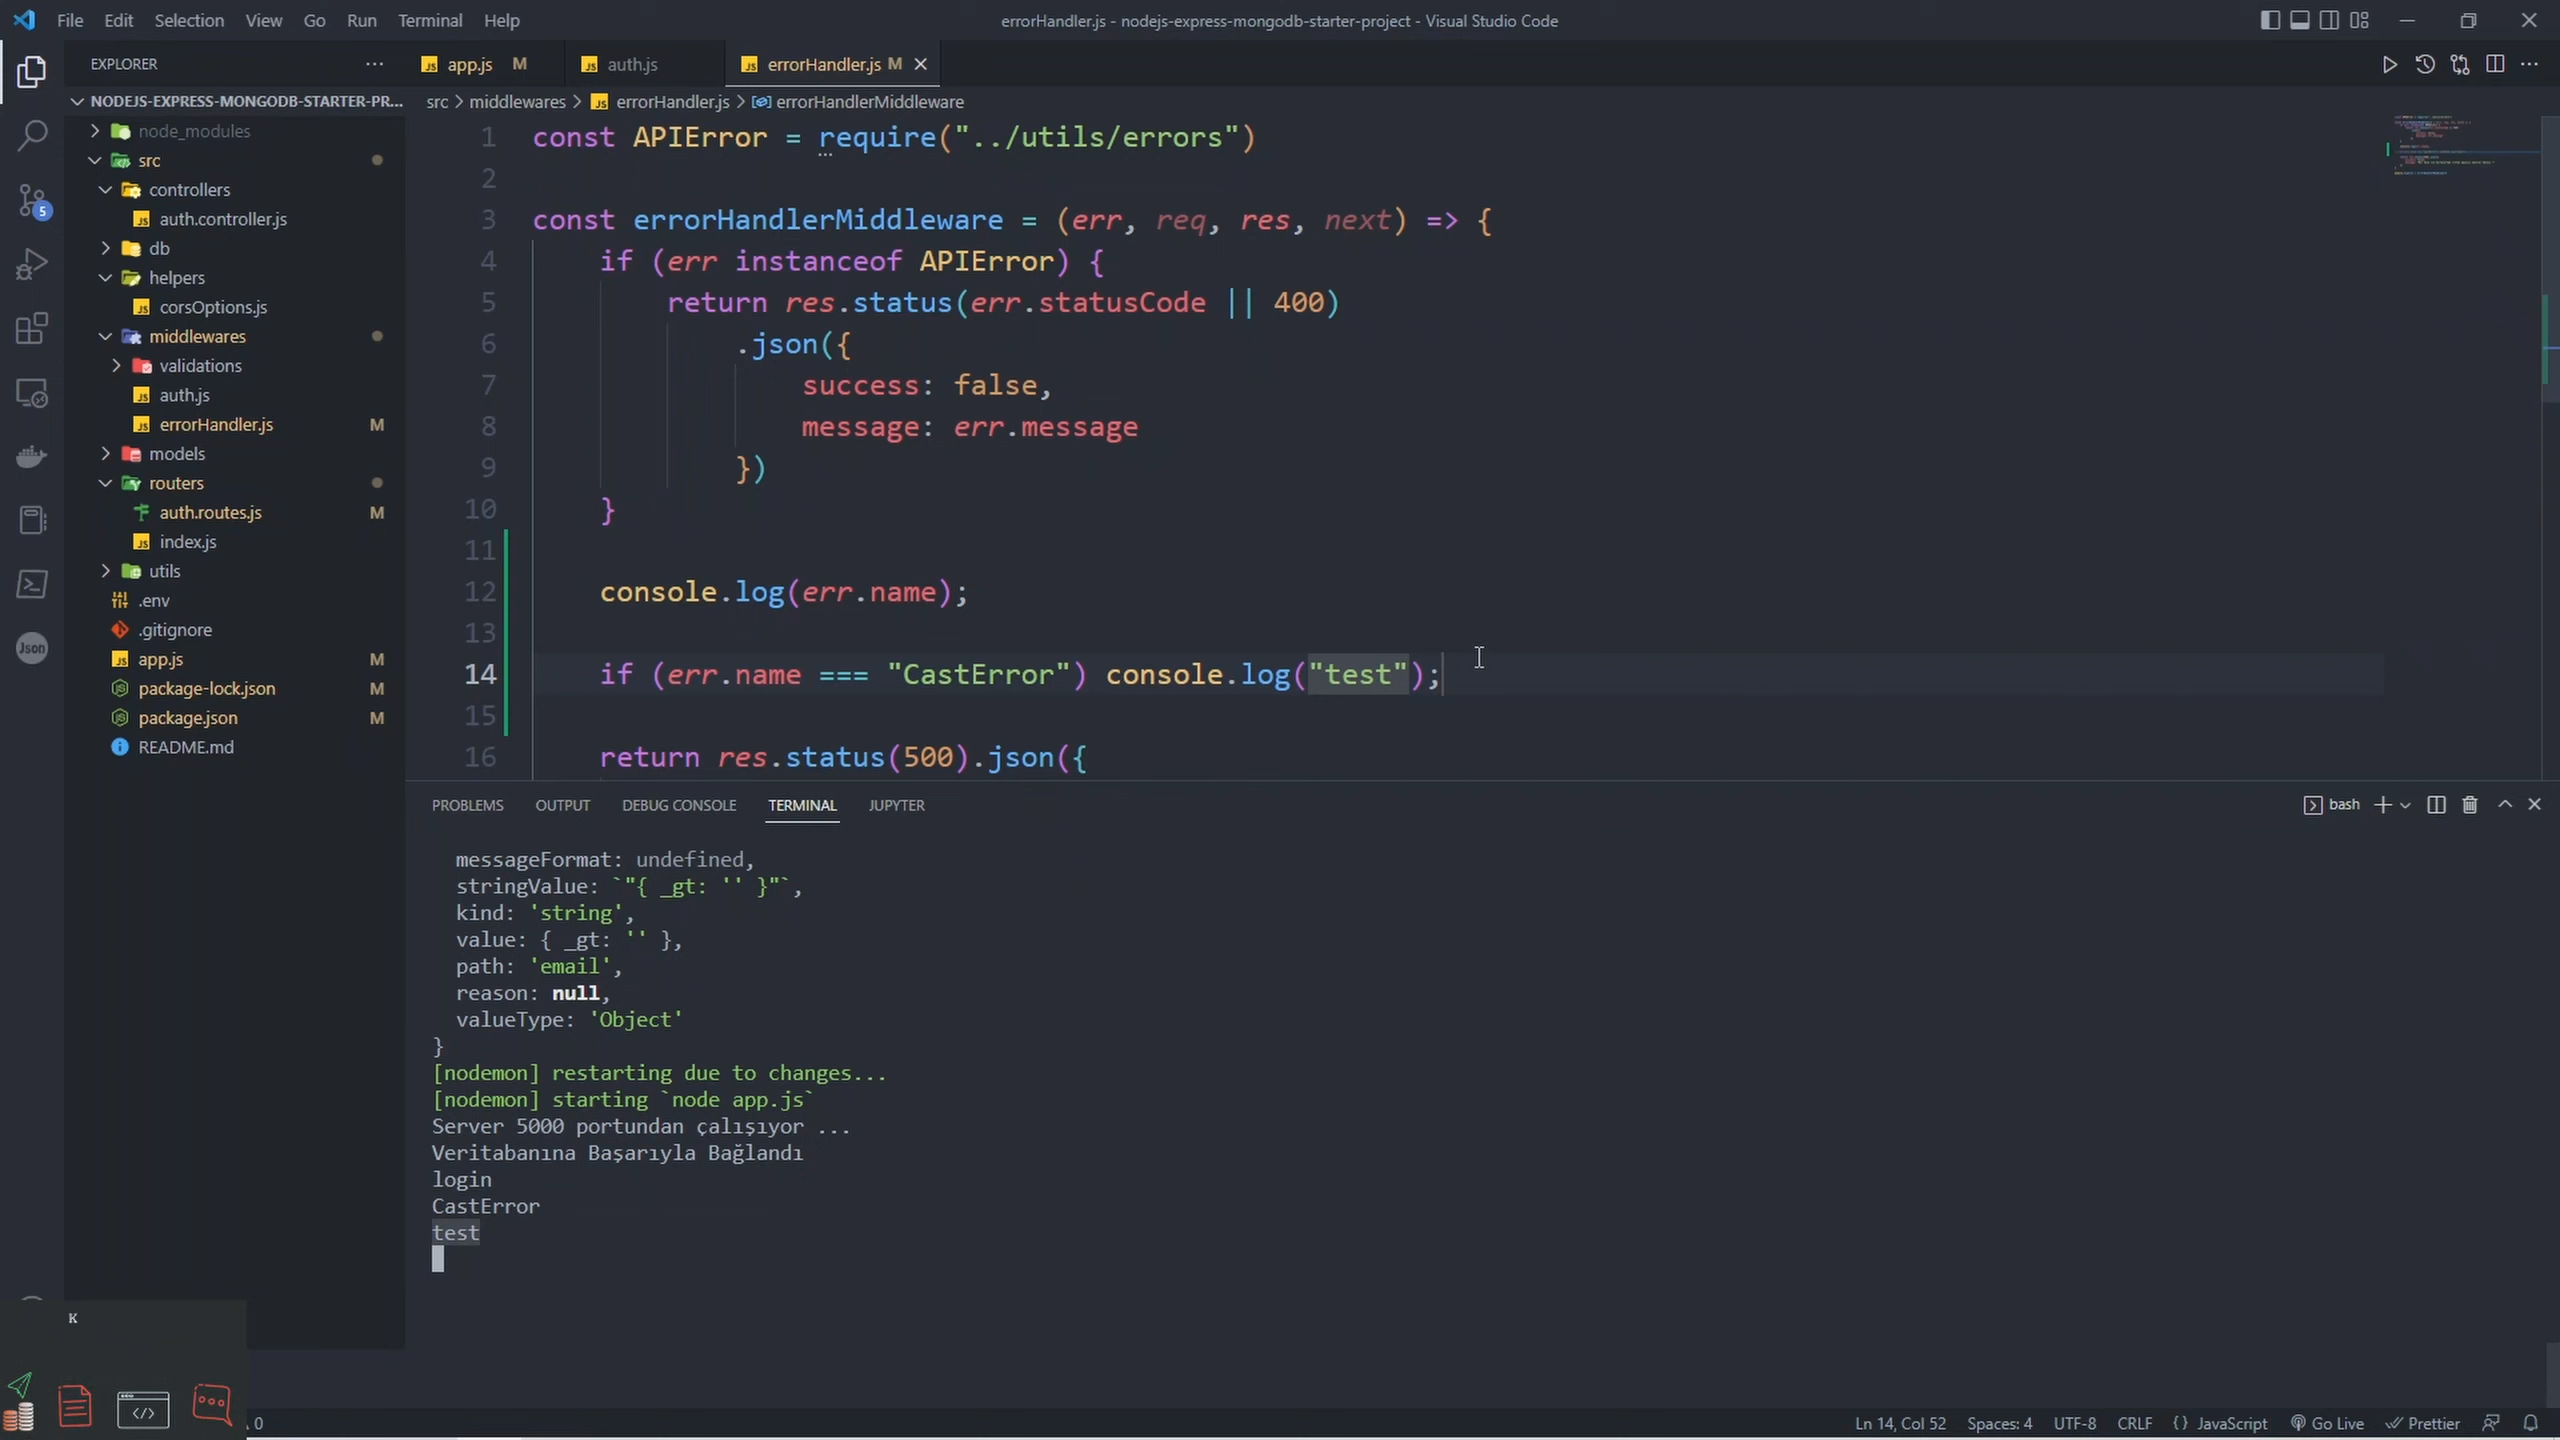 File Edit Selection View Go Run Terminal Help
errorHandler.js - nodejs-express-mongodb-starter-project - Visual Studio Code
EXPLORER
app.js M
auth.js
errorHandler.js M
NODEJS-EXPRESS-MONGODB-STARTER-PR...
node_modules
src
controllers
auth.controller.js
db
helpers
corsOptions.js
middlewares
validations
auth.js
errorHandler.js M
models
routers
auth.routes.js M
index.js
utils
.env
.gitignore
app.js M
package-lock.json M
package.json M
README.md
5
Json
src > middlewares > errorHandler.js > errorHandlerMiddleware
1 const APIError = require("../utils/errors")
2
3 const errorHandlerMiddleware = (err, req, res, next) => {
4 if (err instanceof APIError) {
5 return res.status(err.statusCode || 400)
6 .json({
7 success: false,
8 message: err.message
9 })
10 }
11
12 console.log(err.name);
13
14 if (err.name === "CastError") console.log("test");
15
16 return res.status(500).json({
PROBLEMS OUTPUT DEBUG CONSOLE TERMINAL JUPYTER
bash
messageFormat: undefined,
stringValue: `"{ _gt: '' }"`,
kind: 'string',
value: { _gt: '' },
path: 'email',
reason: null,
valueType: 'Object'
}
[nodemon] restarting due to changes...
[nodemon] starting `node app.js`
Server 5000 portundan çalışıyor ...
Veritabanına Başarıyla Bağlandı
login
CastError
test
K
</>
0
Ln 14, Col 52 Spaces: 4 UTF-8 CRLF {} JavaScript Go Live Prettier